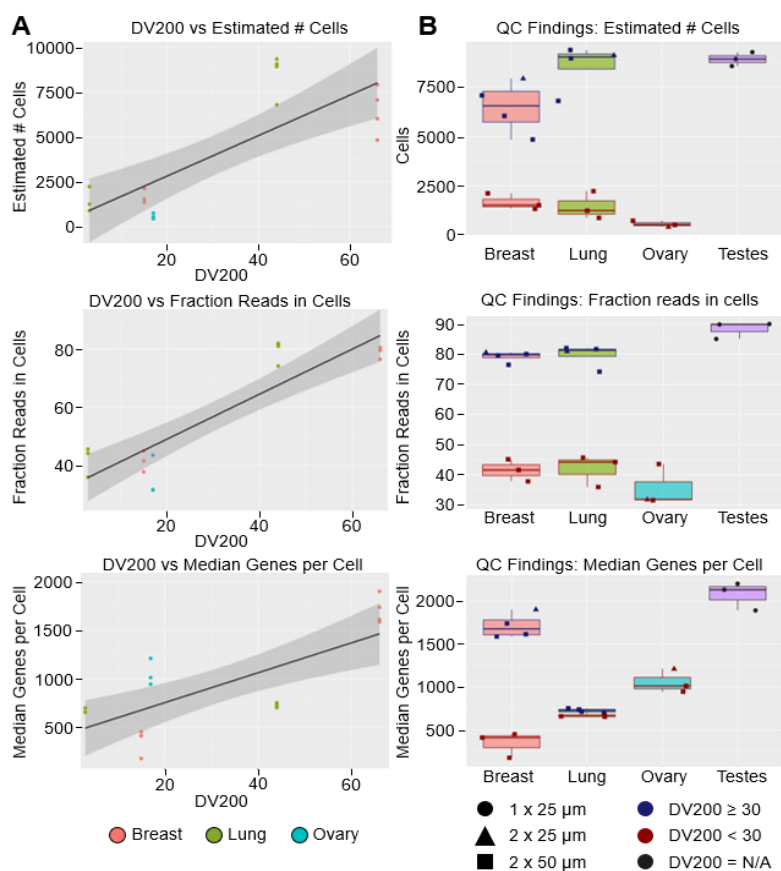 A
DV200 vs Estimated # Cells
Estimated # Cells
10000
7500
5000
2500
0
20
40
60
DV200
DV200 vs Fraction Reads in Cells
Fraction Reads in Cells
80
60
40
20
40
60
DV200
DV200 vs Median Genes per Cell
Median Genes per Cell
2000
1500
1000
500
20
40
60
DV200
Breast
Lung
Ovary
B
QC Findings: Estimated # Cells
Cells
7500
5000
2500
0
Breast
Lung
Ovary
Testes
QC Findings: Fraction reads in cells
Fraction Reads in Cells
90
80
70
60
50
40
30
Breast
Lung
Ovary
Testes
QC Findings: Median Genes per Cell
Median Genes per Cell
2000
1500
1000
500
Breast
Lung
Ovary
Testes
1 x 25 µm
DV200 ≥ 30
2 x 25 µm
DV200 < 30
2 x 50 µm
DV200 = N/A